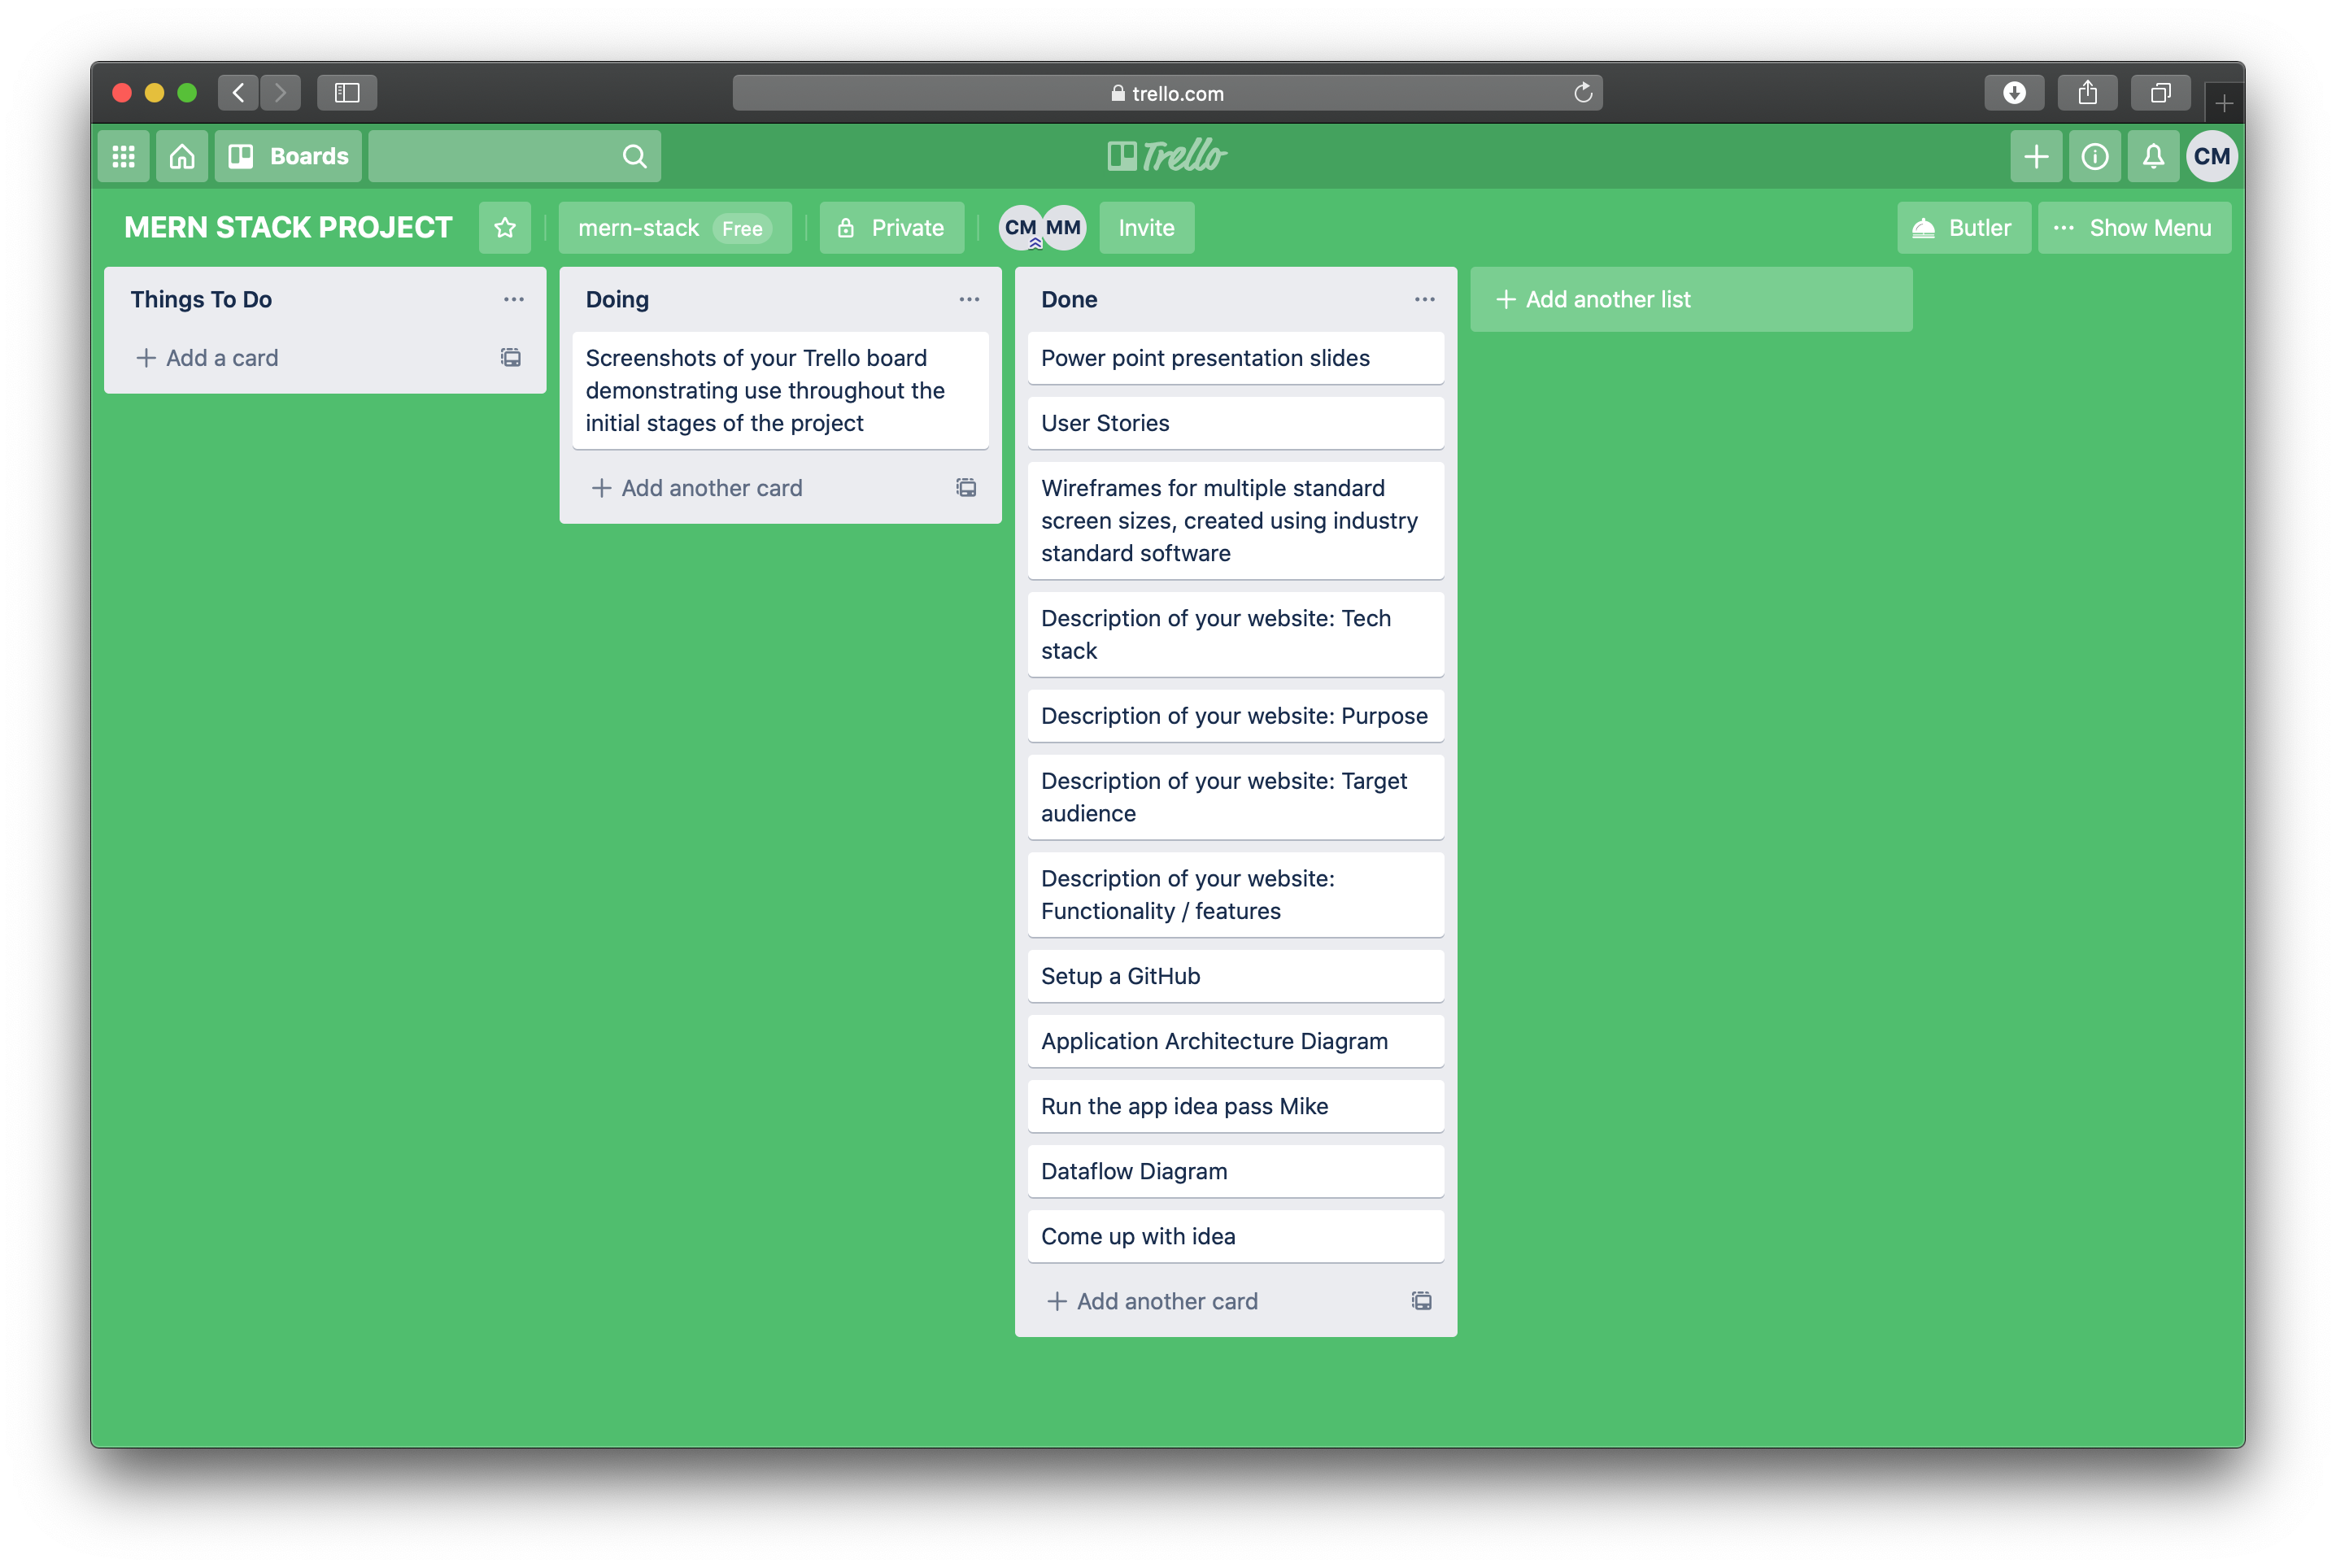 trello.com
Boards
Trello
CM
MERN STACK PROJECT
mern-stack Free
Private
CM MM
Invite
Butler
Show Menu
Things To Do
Add a card
Doing
Screenshots of your Trello board
demonstrating use throughout the
initial stages of the project
Add another card
Done
Power point presentation slides
User Stories
Wireframes for multiple standard
screen sizes, created using industry
standard software
Description of your website: Tech
stack
Description of your website: Purpose
Description of your website: Target
audience
Description of your website:
Functionality / features
Setup a GitHub
Application Architecture Diagram
Run the app idea pass Mike
Dataflow Diagram
Come up with idea
Add another card
Add another list